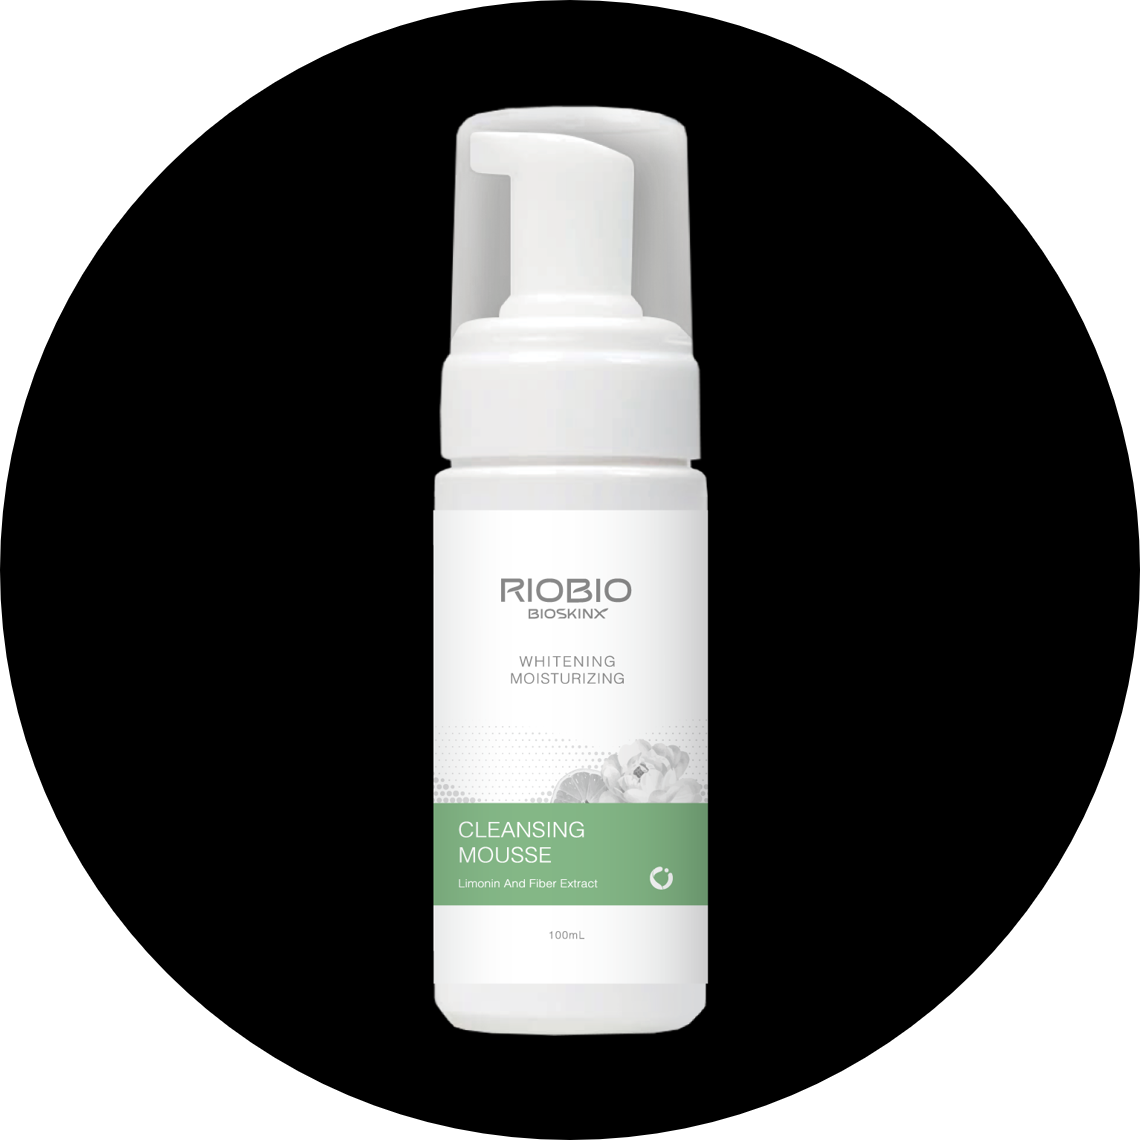 RIOBIO
BIOSKINX
WHITENING
MOISTURIZING
CLEANSING
MOUSSE
Limonin And Fiber Extract
100mL